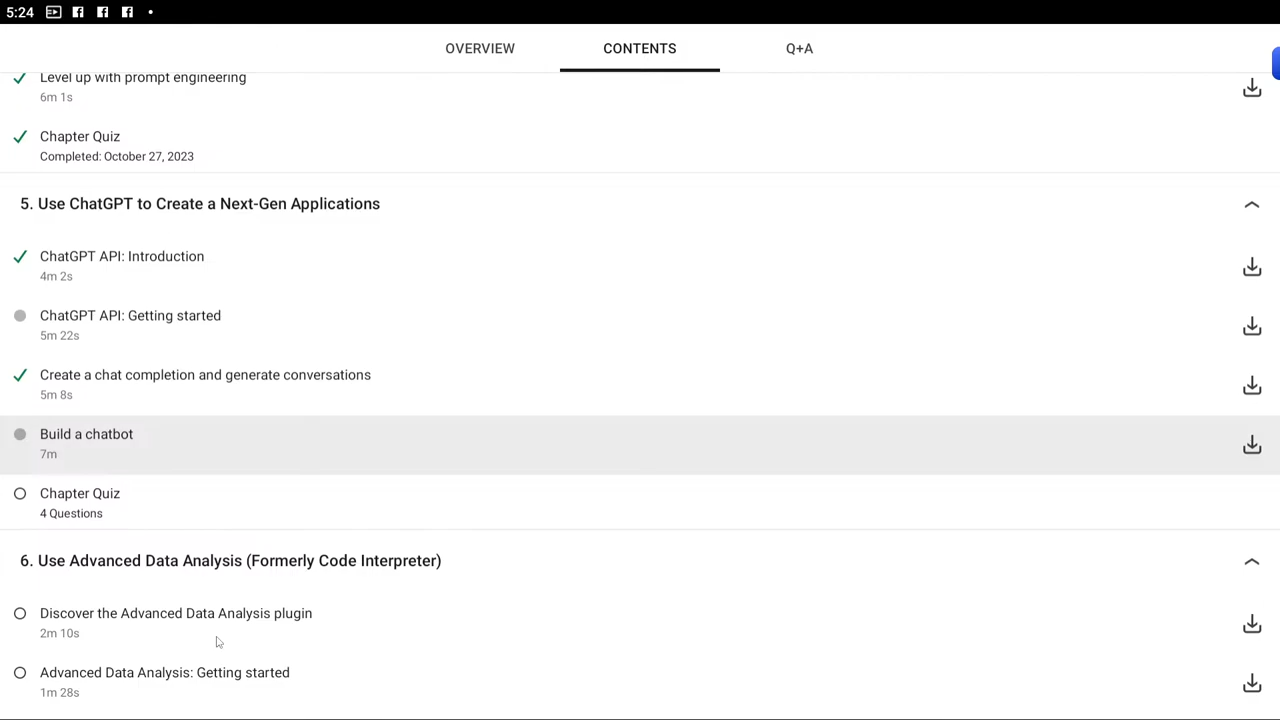 5:24
OVERVIEW
CONTENTS
Q+A
Level up with prompt engineering
6m 1s
Chapter Quiz
Completed: October 27, 2023
5. Use ChatGPT to Create a Next-Gen Applications
ChatGPT API: Introduction
4m 2s
ChatGPT API: Getting started
5m 22s
Create a chat completion and generate conversations
5m 8s
Build a chatbot
7m
Chapter Quiz
4 Questions
6. Use Advanced Data Analysis (Formerly Code Interpreter)
Discover the Advanced Data Analysis plugin
2m 10s
Advanced Data Analysis: Getting started
1m 28s